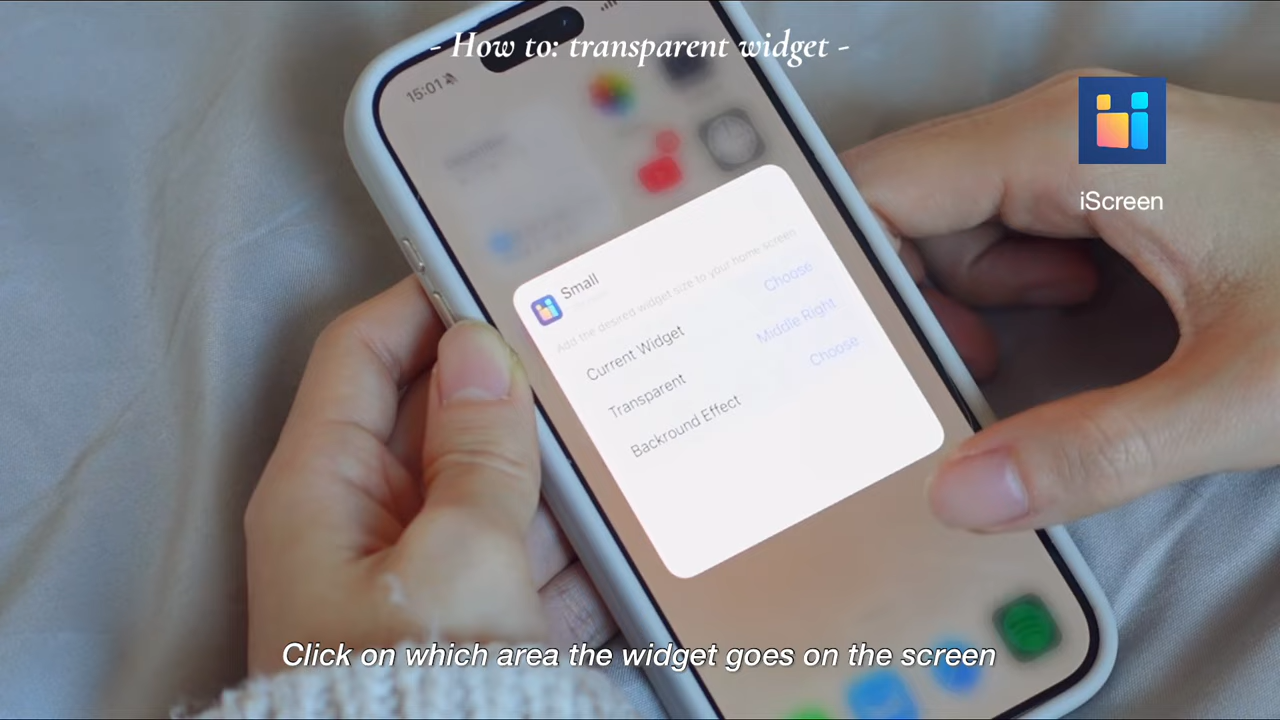 - How to: transparent widget -
15:01
iScreen
Small
Add the desired widget size to your home screen
Current Widget
Choose
Transparent
Middle Right
Backround Effect
Choose
Click on which area the widget goes on the screen